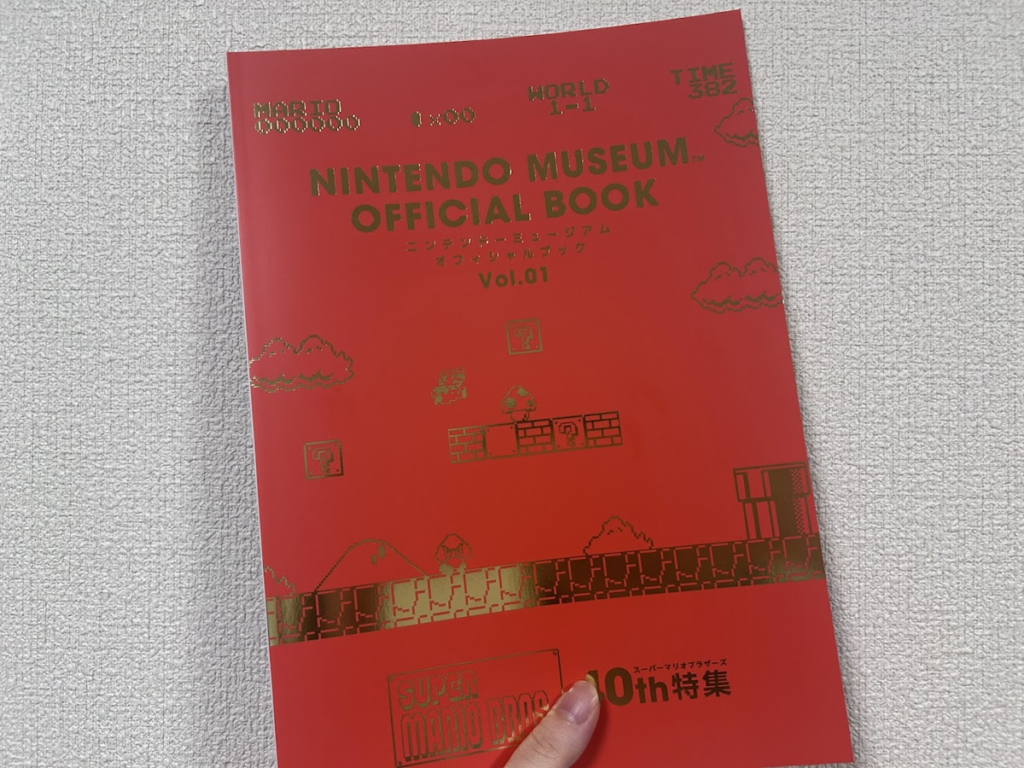 MARIO
000000 ×00 WORLD
1-1 TIME
382
NINTENDO MUSEUM™
OFFICIAL BOOK
ニンテンドーミュージアム
オフィシャルブック
Vol.01
?
?
?
スーパーマリオブラザーズ
40th特集
SUPER
MARIO BROS.